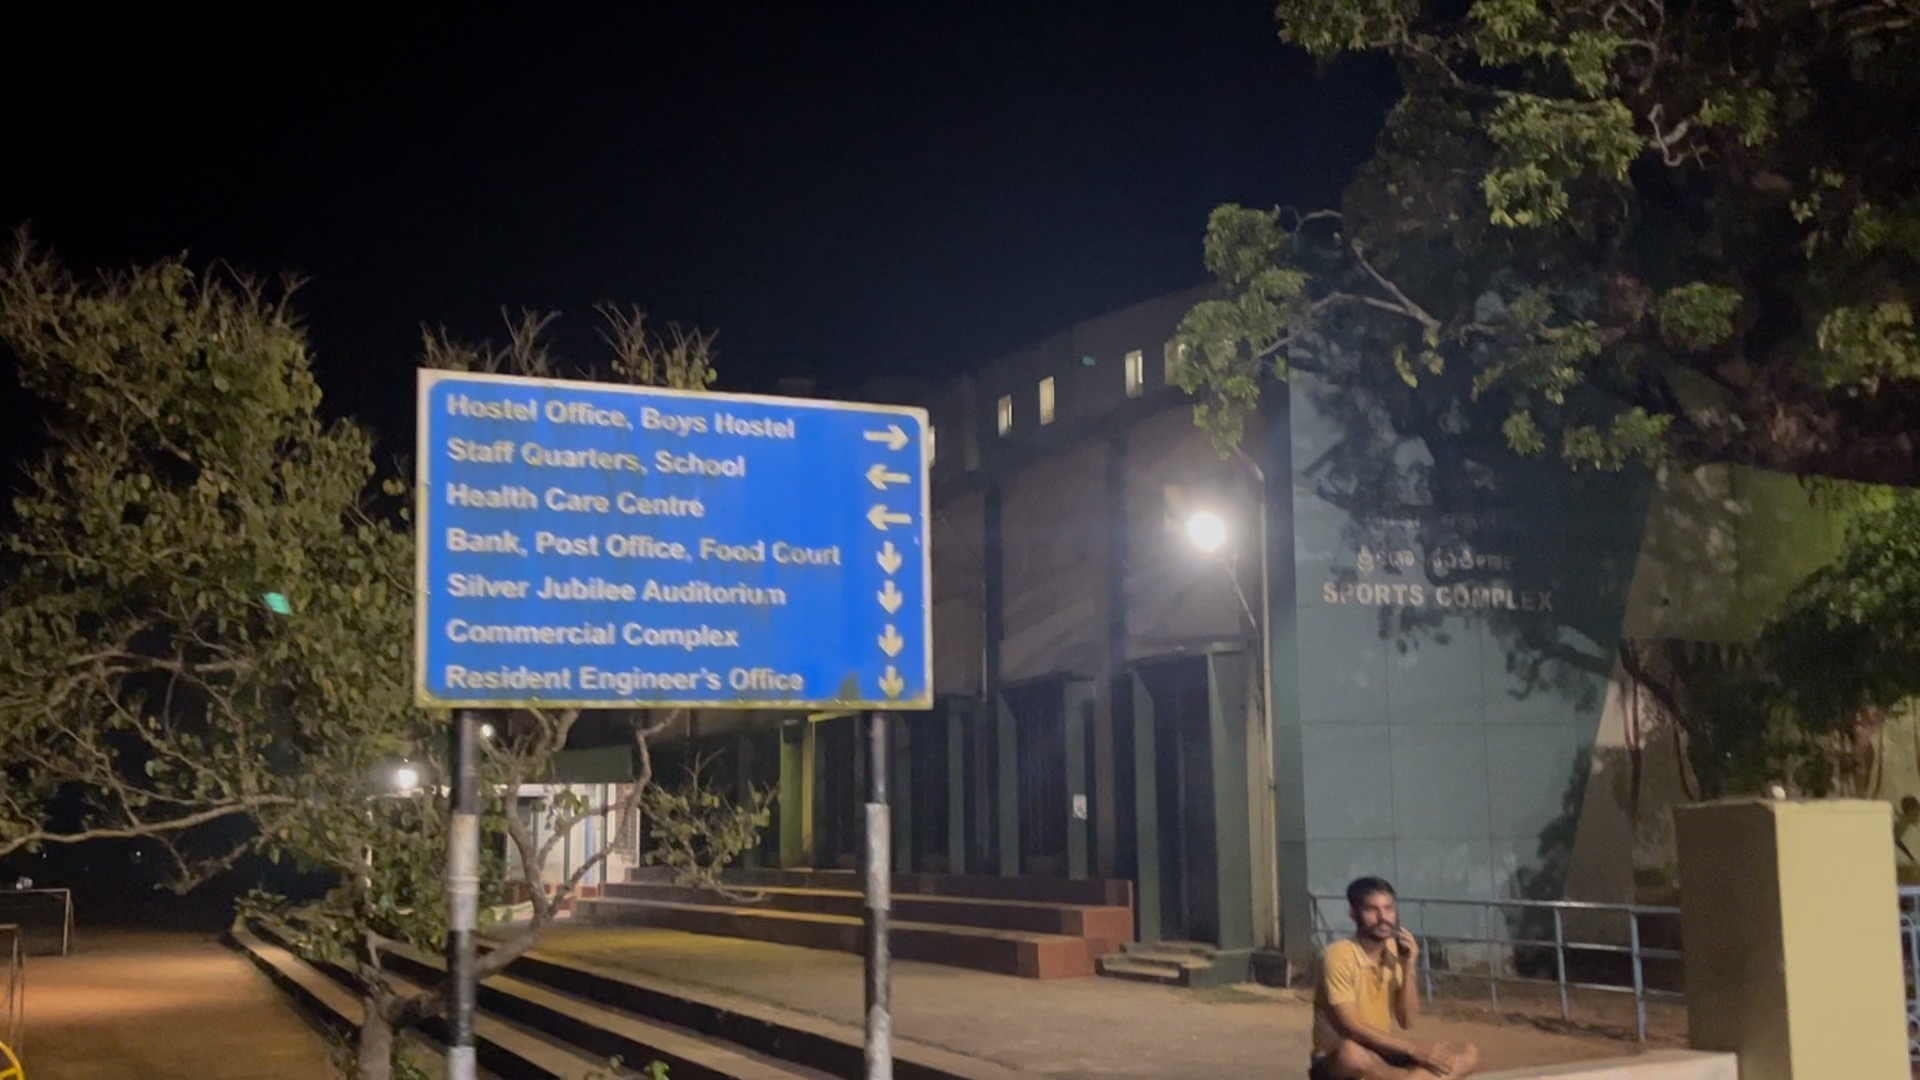 Hostel Office, Boys Hostel →
Staff Quarters, School ←
Health Care Centre ←
Bank, Post Office, Food Court ↓
Silver Jubilee Auditorium ↓
Commercial Complex ↓
Resident Engineer's Office ↓
SPORTS COMPLEX